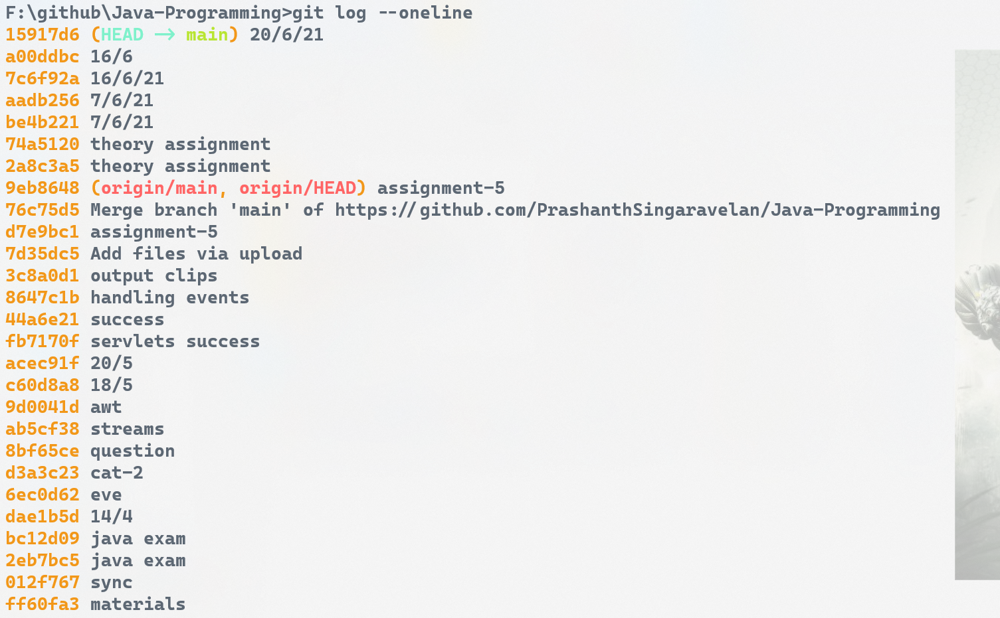 F:\github\Java-Programming>git log --oneline
15917d6 (HEAD -> main) 20/6/21
a00ddbc 16/6
7c6f92a 16/6/21
aadb256 7/6/21
be4b221 7/6/21
74a5120 theory assignment
2a8c3a5 theory assignment
9eb8648 (origin/main, origin/HEAD) assignment-5
76c75d5 Merge branch 'main' of https://github.com/PrashanthSingaravelan/Java-Programming
d7e9bc1 assignment-5
7d35dc5 Add files via upload
3c8a0d1 output clips
8647c1b handling events
44a6e21 success
fb7170f servlets success
acec91f 20/5
c60d8a8 18/5
9d0041d awt
ab5cf38 streams
8bf65ce question
d3a3c23 cat-2
6ec0d62 eve
dae1b5d 14/4
bc12d09 java exam
2eb7bc5 java exam
012f767 sync
ff60fa3 materials